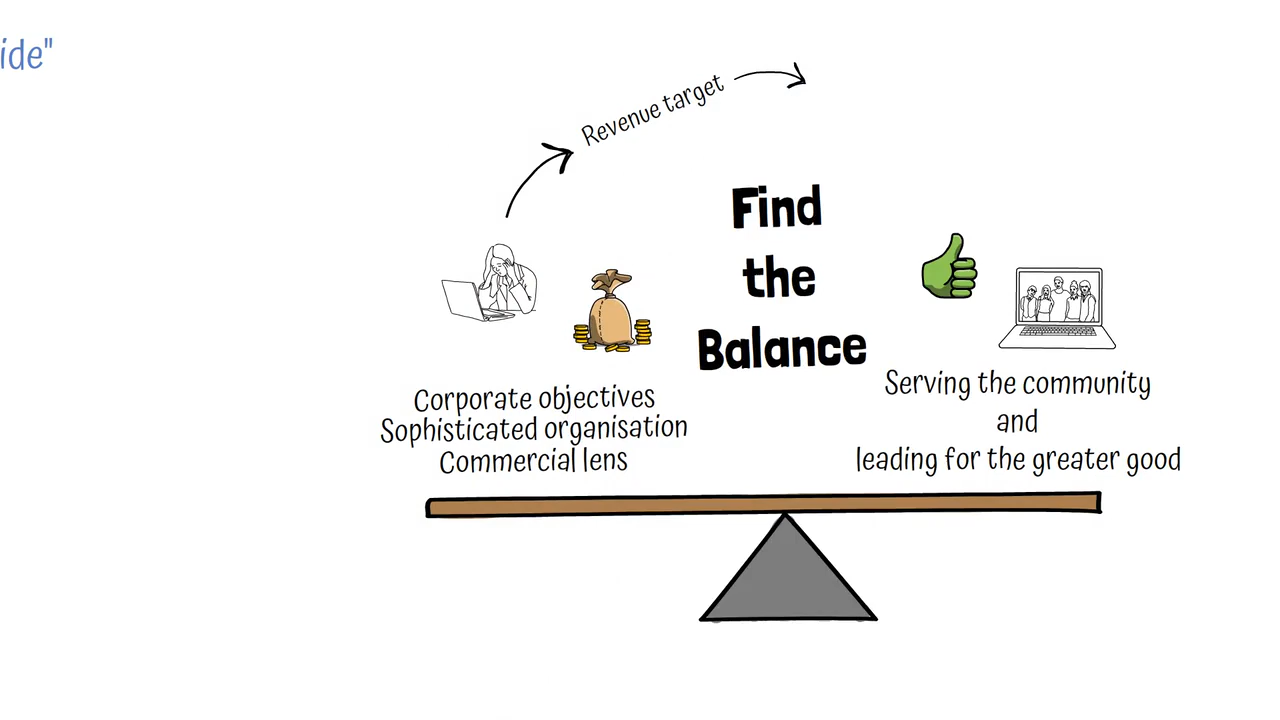 ide"
Revenue target
Find
the
Balance
Corporate objectives
Sophisticated organisation
Commercial lens
Serving the community
and
leading for the greater good